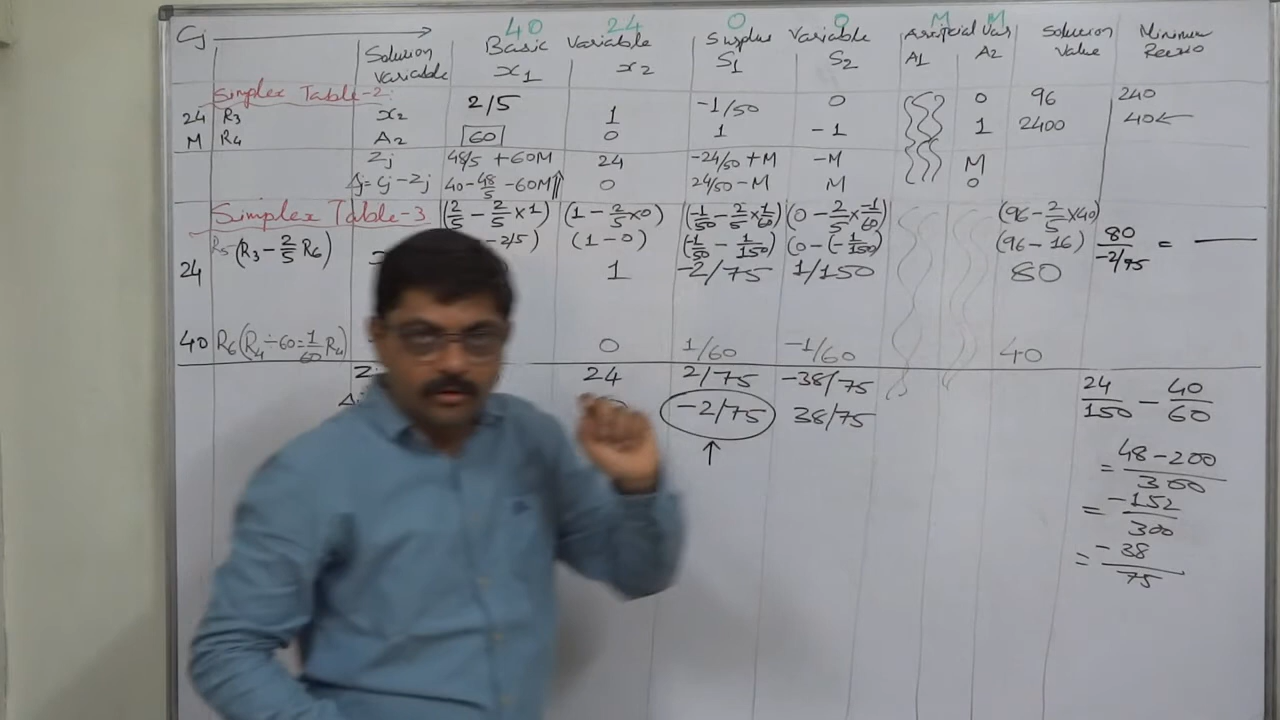 40 24 0 0 M M
Cj Basic Variable Surplus Variable Artificial Var Solution Minimum
Solution variable x1 x2 S1 S2 A1 A2 Value
Simplex Table-2
24 R3 x2 2/5 1 -1/50 0 0 96 240
M R4 A2 60 0 1 -1 1 2400 40←
Zj 48/5 + 60M 24 -24/50 + M -M M
Δj = Cj - Zj 40 - 48/5 - 60M 0 24/50 - M M 0
Simplex Table-3 (2/5 - 2/5 × 1) (1 - 2/5 × 0) (-1/50 - 2/5 × 1/60) (0 - 2/5 × -1/60) (96 - 2/5 × 40)
R5 (R3 - 2/5 R6) - 2/5) (1 - 0) (-1/50 - 1/150) (0 - (-1/150) (96 - 16) 80/-2/75 = —
24 1 -2/75 1/150 80
40 R6 (R4 ÷ 60 = 1/60 R4) 0 1/60 -1/60 40
Z 24 2/75 -38/75 24/150 - 40/60
Δ -2/75 38/75
↑
= 48 - 200/300
= -152/300
= -38/75